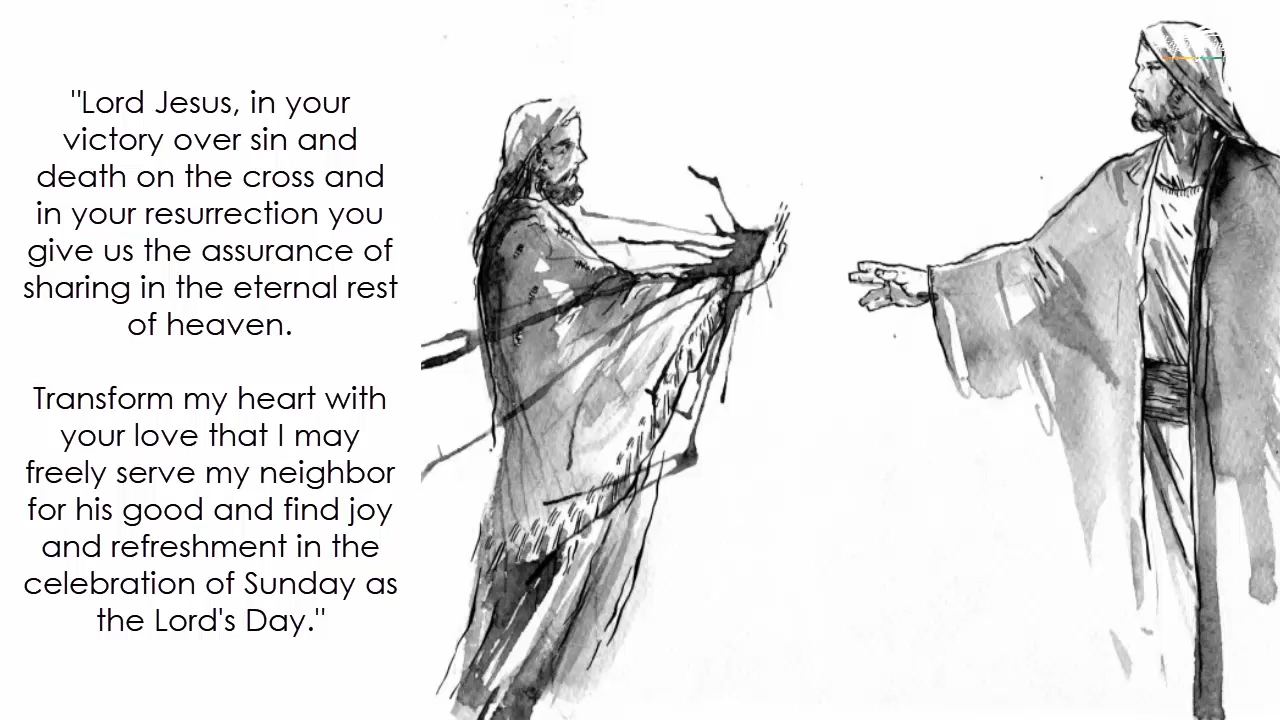 "Lord Jesus, in your
victory over sin and
death on the cross and
in your resurrection you
give us the assurance of
sharing in the eternal rest
of heaven.
Transform my heart with
your love that I may
freely serve my neighbor
for his good and find joy
and refreshment in the
celebration of Sunday as
the Lord's Day."